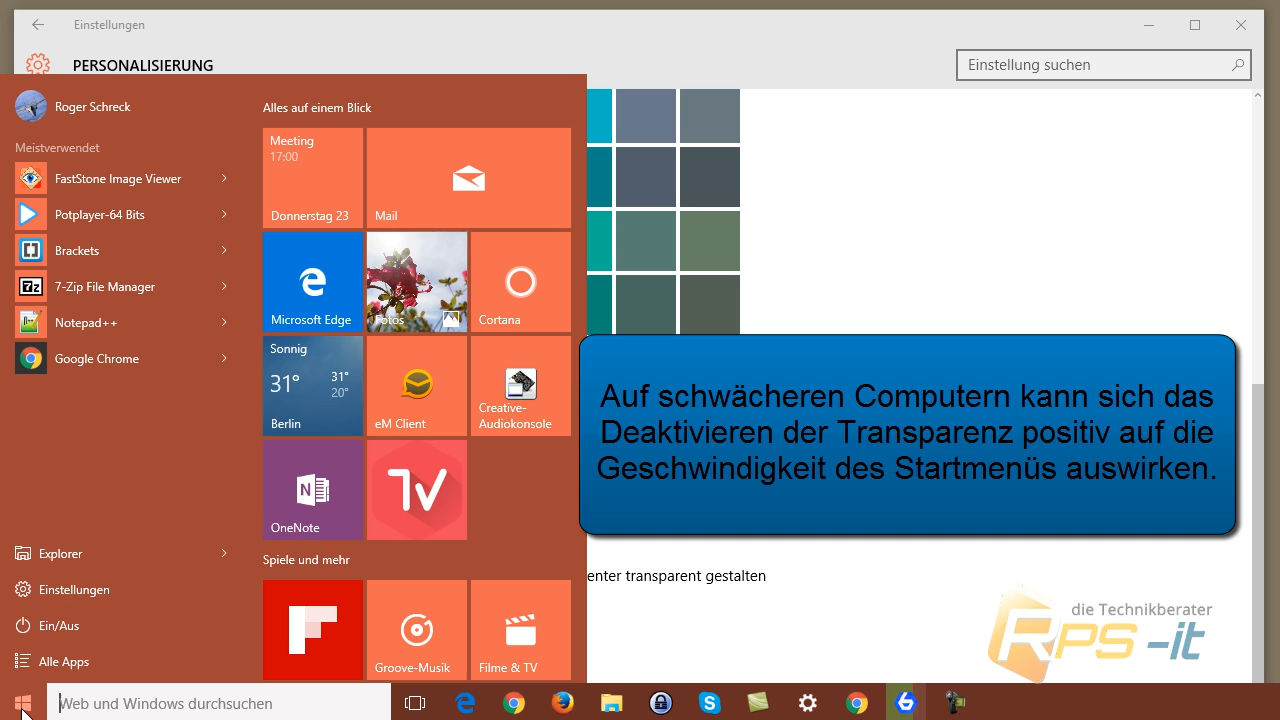 Einstellungen
PERSONALISIERUNG
Einstellung suchen
Roger Schreck
Meistverwendet
FastStone Image Viewer
Potplayer-64 Bits
Brackets
7z
7-Zip File Manager
Notepad++
Google Chrome
Explorer
Einstellungen
Ein/Aus
Alle Apps
Alles auf einem Blick
Meeting
17:00
Donnerstag 23
Mail
Microsoft Edge
Fotos
Cortana
Sonnig
31°
31°
20°
Berlin
eM Client
Creative-
Audiokonsole
N
OneNote
TV
Spiele und mehr
Groove-Musik
Filme & TV
Auf schwächeren Computern kann sich das
Deaktivieren der Transparenz positiv auf die
Geschwindigkeit des Startmenüs auswirken.
enter transparent gestalten
die Technikberater
RPS-it
Web und Windows durchsuchen